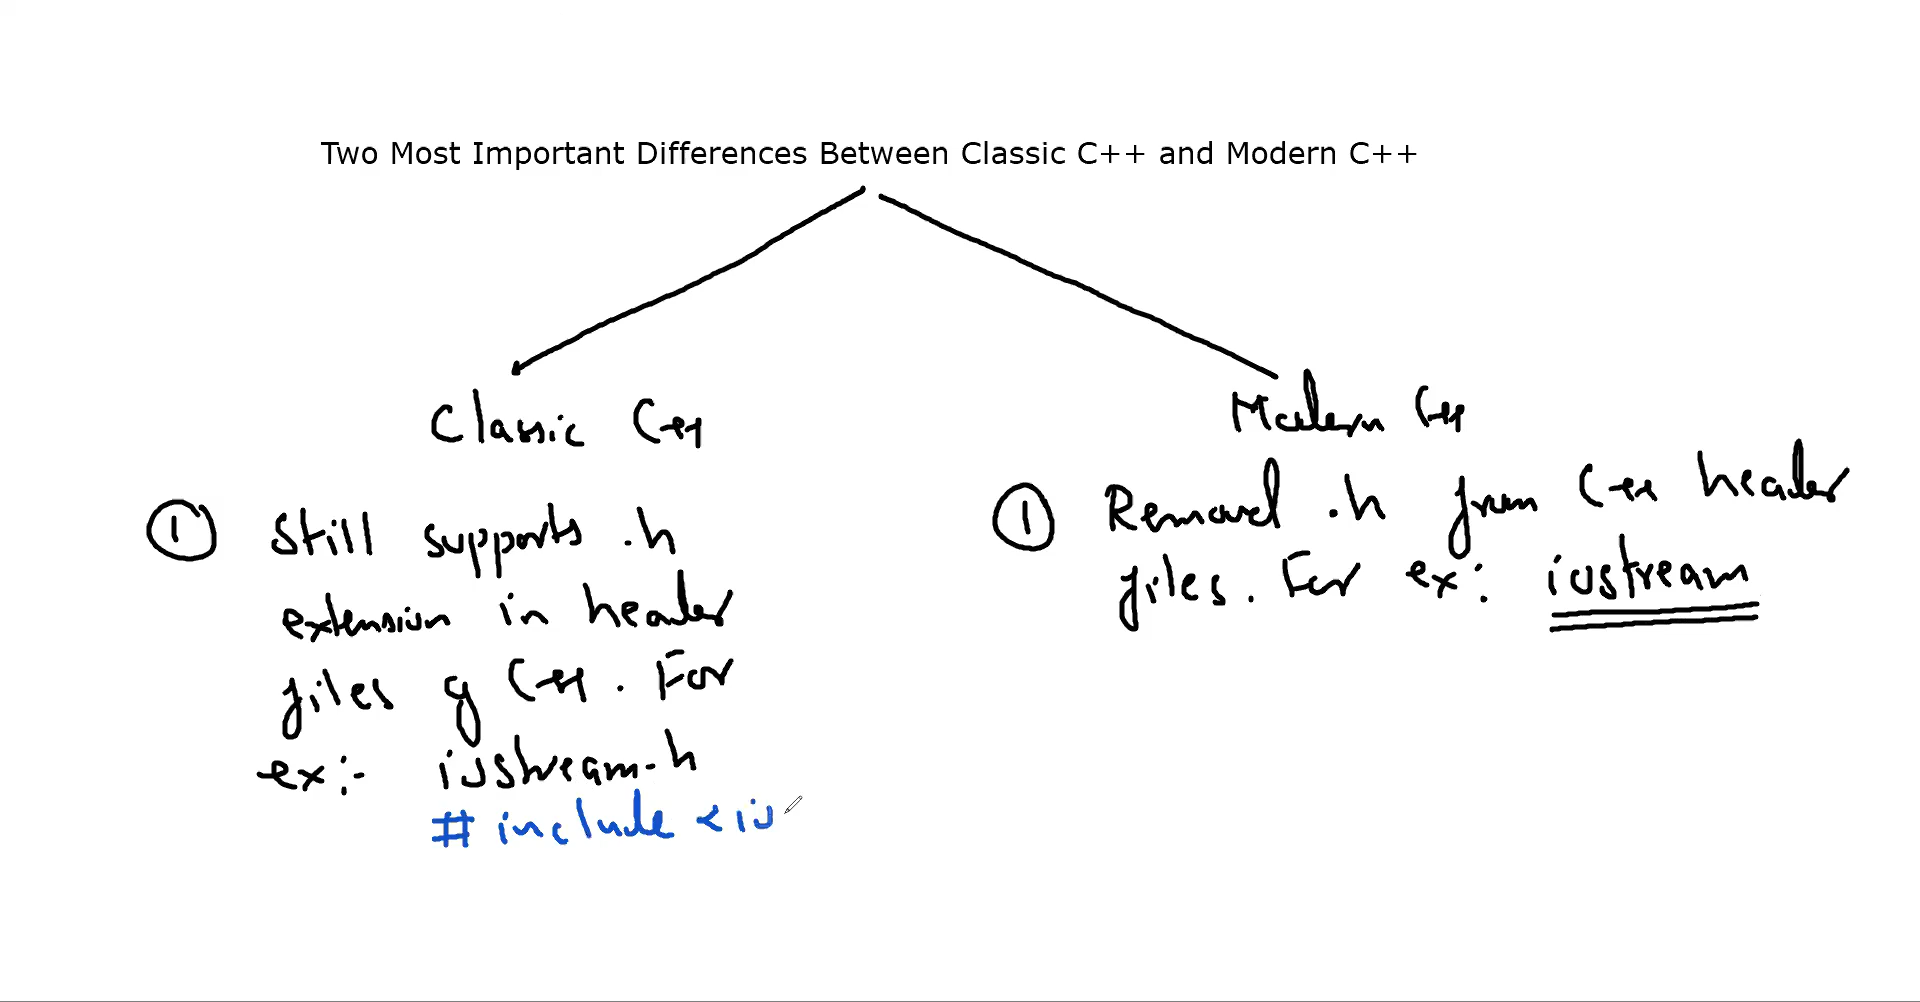 Two Most Important Differences Between Classic C++ and Modern C++
Classic C++
Modern C++
① Still supports .h
extension in header
files of C++. For
ex:- iostream.h
#include <io
① Removed .h from C++ header
files. For ex: iostream